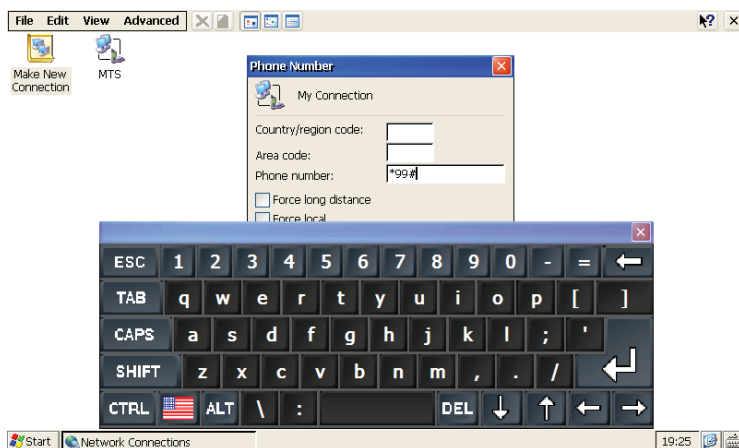 File Edit View Advanced
Make New Connection
MTS
Phone Number
My Connection
Country/region code:
Area code:
Phone number: *99#
Force long distance
Force local
ESC 1 2 3 4 5 6 7 8 9 0 - =
TAB q w e r t y u i o p [ ]
CAPS a s d f g h j k l ; '
SHIFT z x c v b n m , . /
CTRL ALT \ : DEL
Start Network Connections 19:25